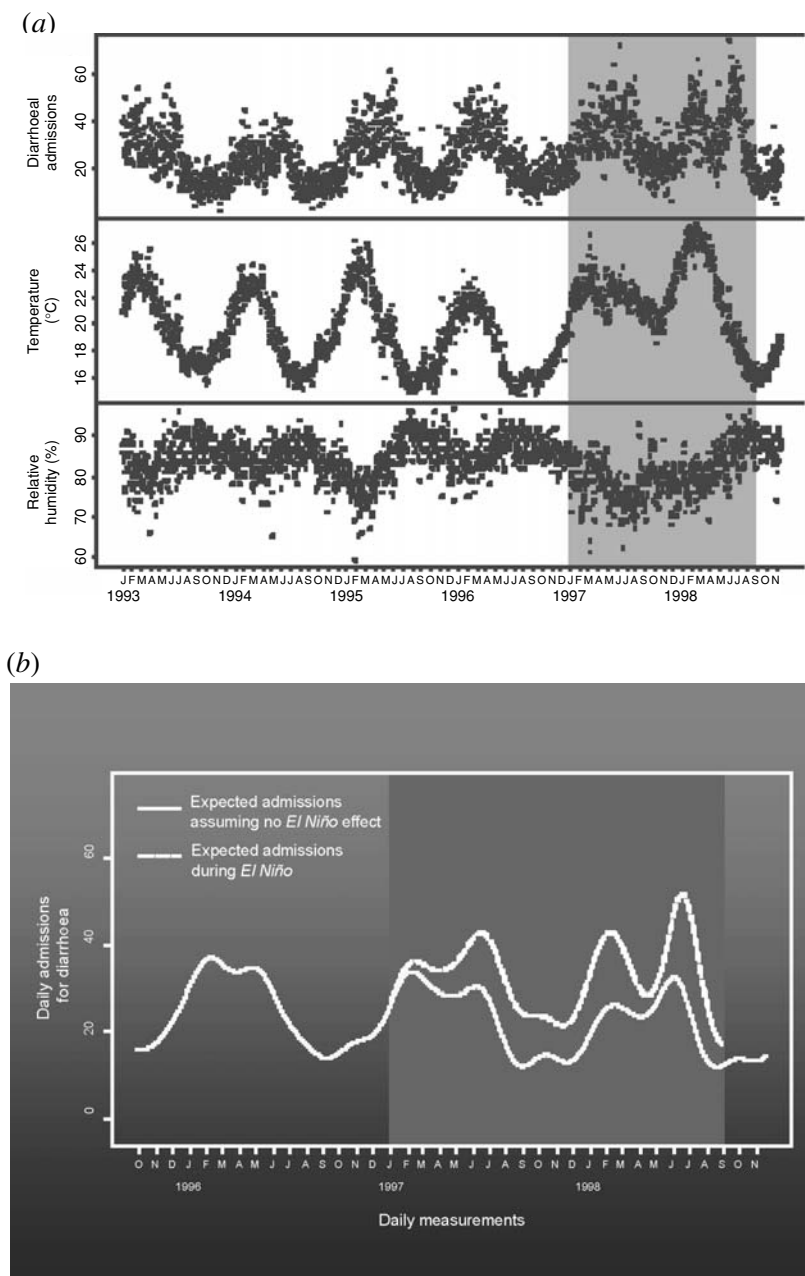 (a)
Diarrhoeal
admissions
60
40
20
Temperature
(°C)
26
24
22
20
18
16
Relative
humidity (%)
90
80
70
60
J F M A M J J A S O N D J F M A M J J A S O N D J F M A M J J A S O N D J F M A M J J A S O N D J F M A M J J A S O N D J F M A M J J A S O N
1993 1994 1995 1996 1997 1998
(b)
Expected admissions
assuming no El Niño effect
Expected admissions
during El Niño
Daily admissions
for diarrhoea
60
40
20
0
O N D J F M A M J J A S O N D J F M A M J J A S O N D J F M A M J J A S O N
1996 1997 1998
Daily measurements